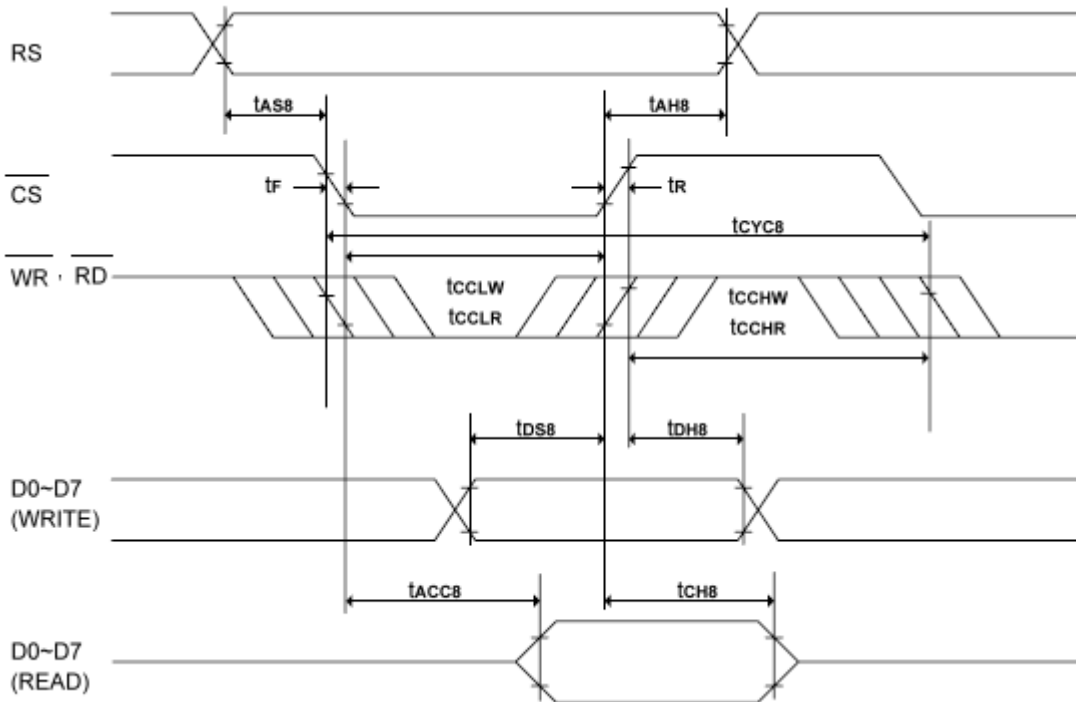 RS
tAS8 tAH8
CS
tF tR
tCYC8
WR , RD
tCCLW tCCHW
tCCLR tCCHR
tDS8 tDH8
D0~D7
(WRITE)
tACC8 tCH8
D0~D7
(READ)